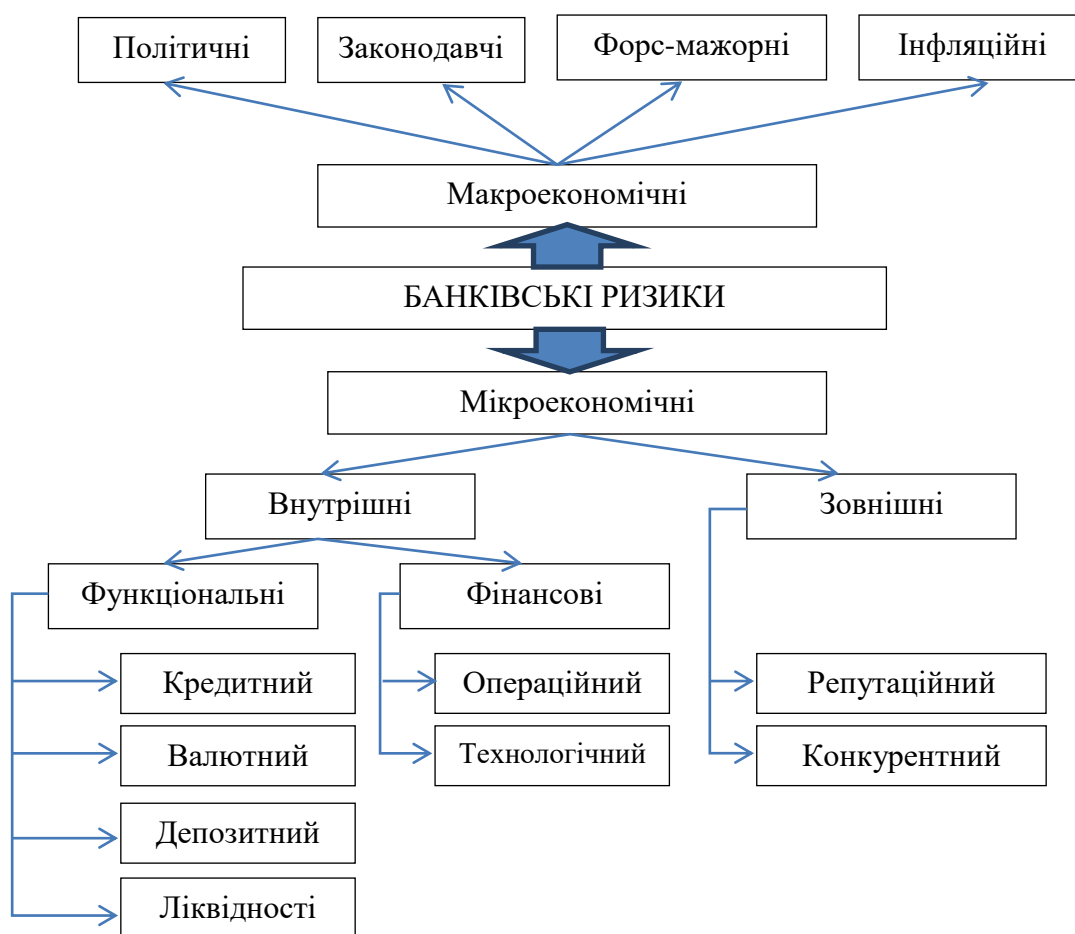 Політичні
Законодавчі
Форс-мажорні
Інфляційні
Макроекономічні
БАНКІВСЬКІ РИЗИКИ
Мікроекономічні
Внутрішні
Зовнішні
Функціональні
Фінансові
Кредитний
Операційний
Репутаційний
Валютний
Технологічний
Конкурентний
Депозитний
Ліквідності